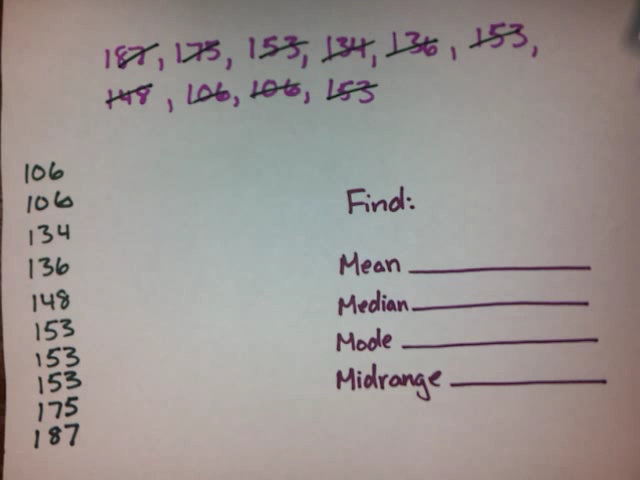 187, 175, 153, 134, 136, 153,
148, 106, 106, 153
106
106
134
136
148
153
153
153
175
187
Find:
Mean
Median
Mode
Midrange